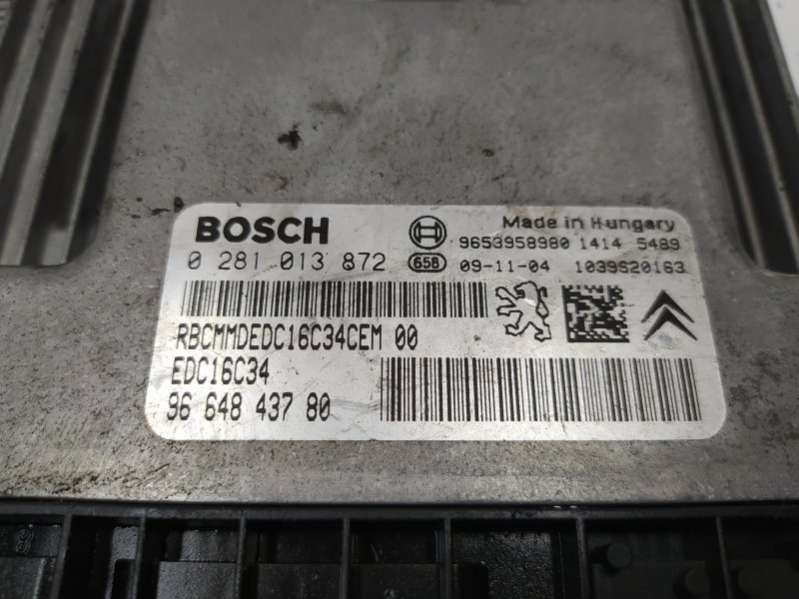 BOSCH
Made in Hungary
9653958980 1414 5489
0 281 013 872 65B 09-11-04 1039S20163
RBCMMDEDC16C34CEM 00
EDC16C34
96 648 437 80